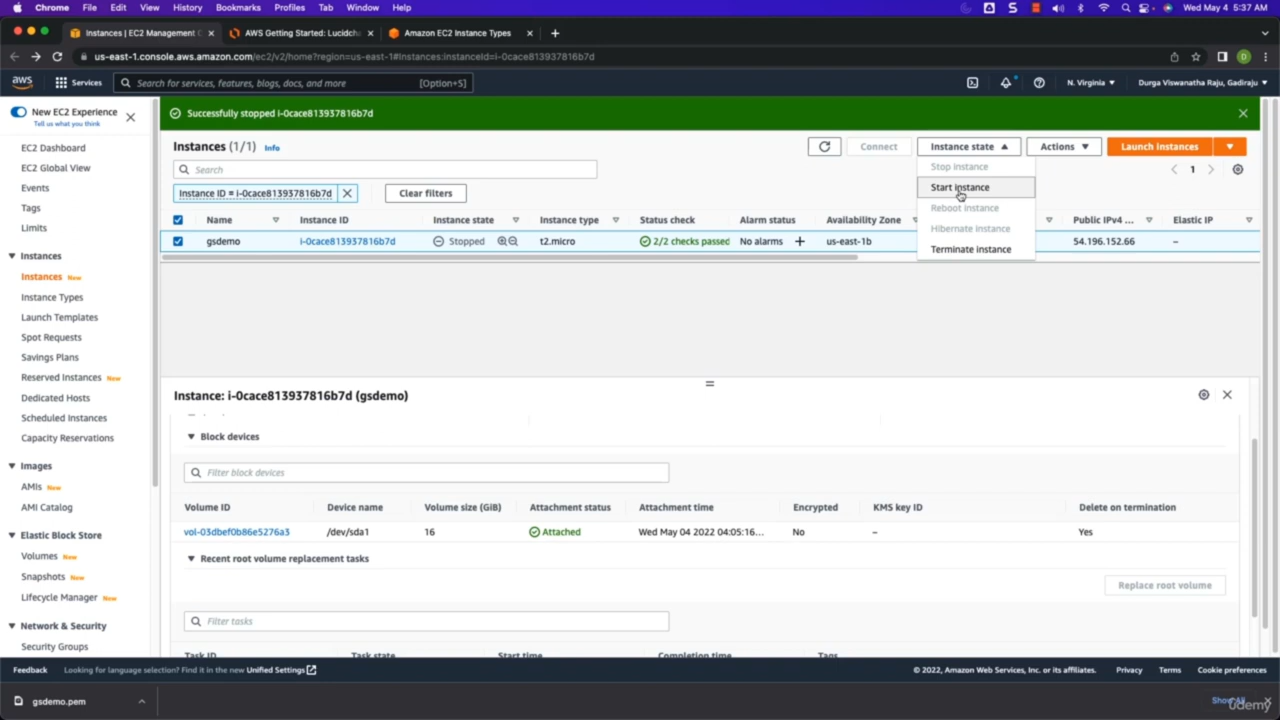 Chrome File Edit View History Bookmarks Profiles Tab Window Help Wed May 4 5:37 AM
Instances | EC2 Management C AWS Getting Started: Lucidcha Amazon EC2 Instance Types
us-east-1.console.aws.amazon.com/ec2/v2/home?region=us-east-1#Instances:instanceId=i-0cace813937816b7d
aws Services Search for services, features, blogs, docs, and more [Option+S] N. Virginia Durga Viswanatha Raju, Gadiraju
New EC2 Experience
Tell us what you think
EC2 Dashboard
EC2 Global View
Events
Tags
Limits
Instances
Instances New
Instance Types
Launch Templates
Spot Requests
Savings Plans
Reserved Instances New
Dedicated Hosts
Scheduled Instances
Capacity Reservations
Images
AMIs New
AMI Catalog
Elastic Block Store
Volumes New
Snapshots New
Lifecycle Manager New
Network & Security
Security Groups
Successfully stopped i-0cace813937816b7d
Instances (1/1) Info Connect Instance state Actions Launch instances
Search 1
Instance ID = i-0cace813937816b7d Clear filters
Stop instance
Start instance
Reboot instance
Hibernate instance
Terminate instance
Name Instance ID Instance state Instance type Status check Alarm status Availability Zone Public IPv4 ... Elastic IP
gsdemo i-0cace813937816b7d Stopped t2.micro 2/2 checks passed No alarms us-east-1b 54.196.152.66 –
Instance: i-0cace813937816b7d (gsdemo)
Block devices
Filter block devices
Volume ID Device name Volume size (GiB) Attachment status Attachment time Encrypted KMS key ID Delete on termination
vol-03dbef0b86e5276a3 /dev/sda1 16 Attached Wed May 04 2022 04:05:16... No – Yes
Recent root volume replacement tasks
Replace root volume
Filter tasks
Task ID Task state Start time Completion time Tags
Feedback Looking for language selection? Find it in the new Unified Settings © 2022, Amazon Web Services, Inc. or its affiliates. Privacy Terms Cookie preferences
gsdemo.pem Show All
udemy